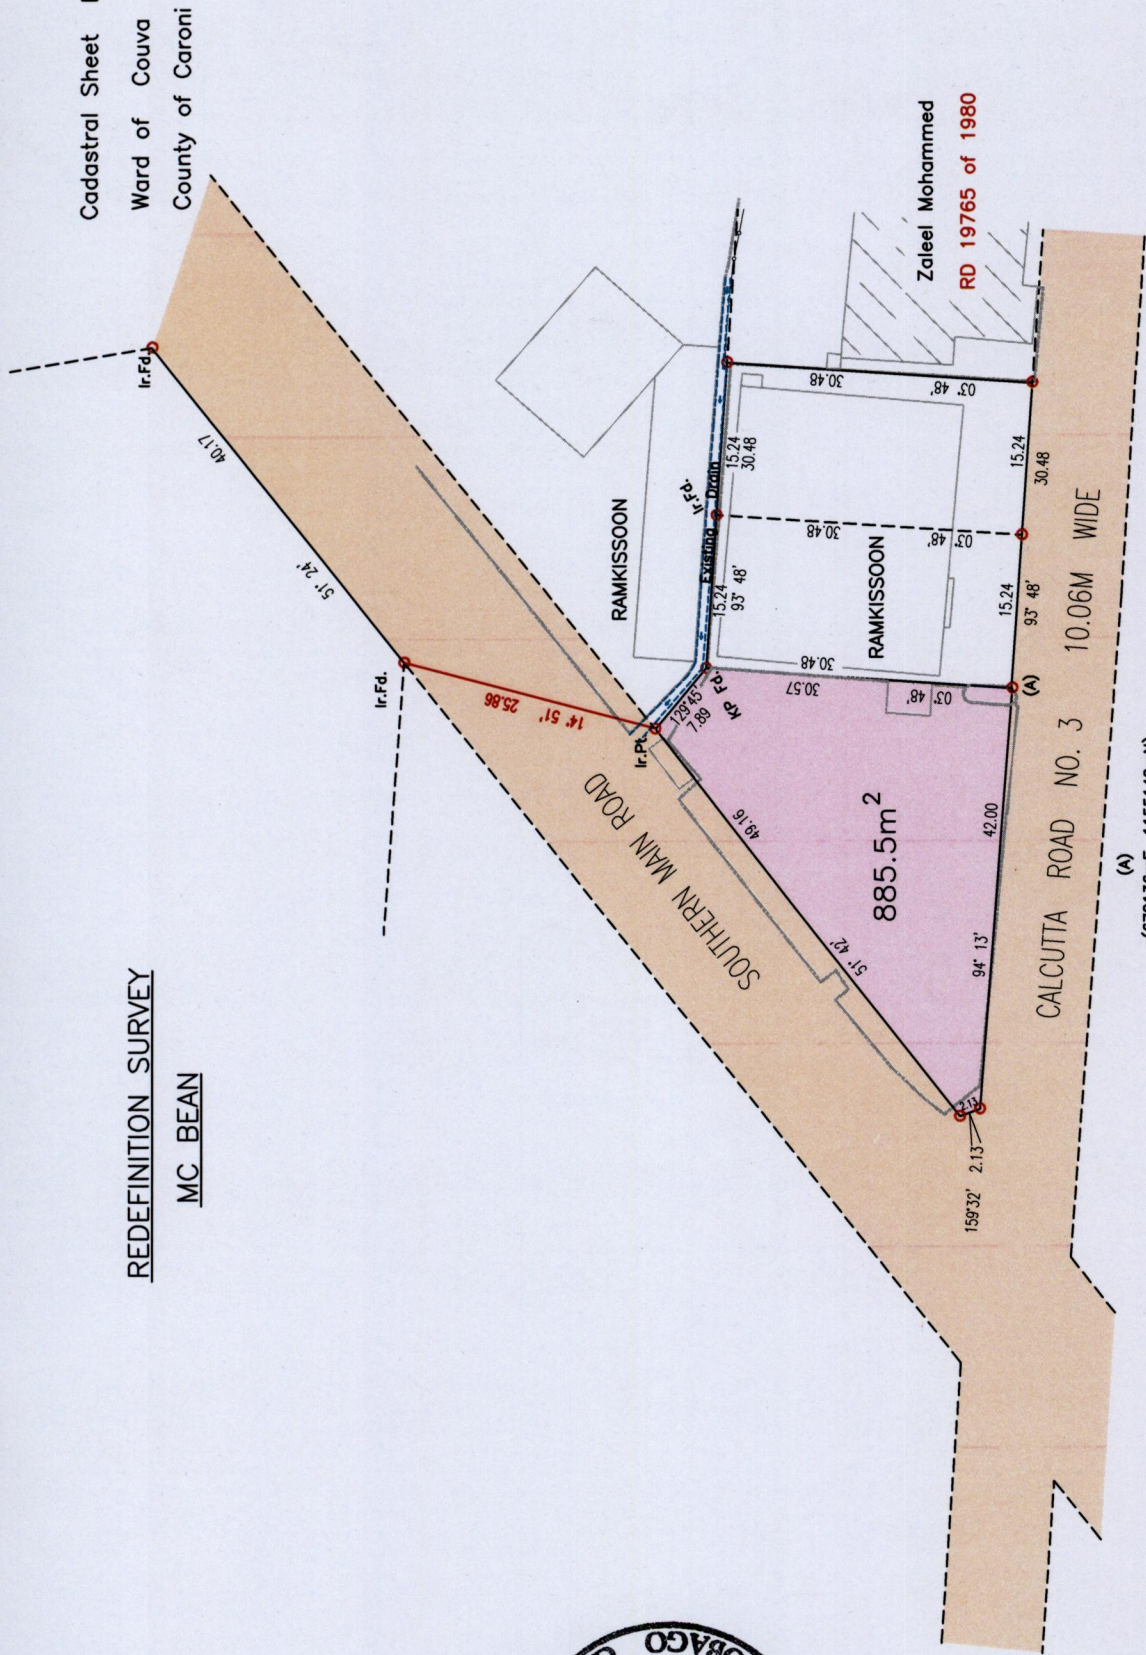 REDEFINITION SURVEY
MC BEAN
Cadastral Sheet
Ward of Couva
County of Caroni
Ir.Fd.
40.17
51° 24'
Ir.Fd.
25.86
14° 51'
Ir.Pt.
SOUTHERN MAIN ROAD
RAMKISSOON
Ir.Fd.
Existing Drain
129°45'
7.89
KP Fd.
15.24
93° 48'
15.24
30.48
30.48
03° 48'
30.48
03° 48'
30.48
30.57
03° 48'
RAMKISSOON
Zaleel Mohammed
RD 19765 of 1980
49.16
51° 42'
885.5m²
42.00
94° 13'
2.13
2.13
159°32'
(A)
15.24
93° 48'
15.24
30.48
CALCUTTA ROAD NO. 3 10.06M WIDE
(A)
OBAGO